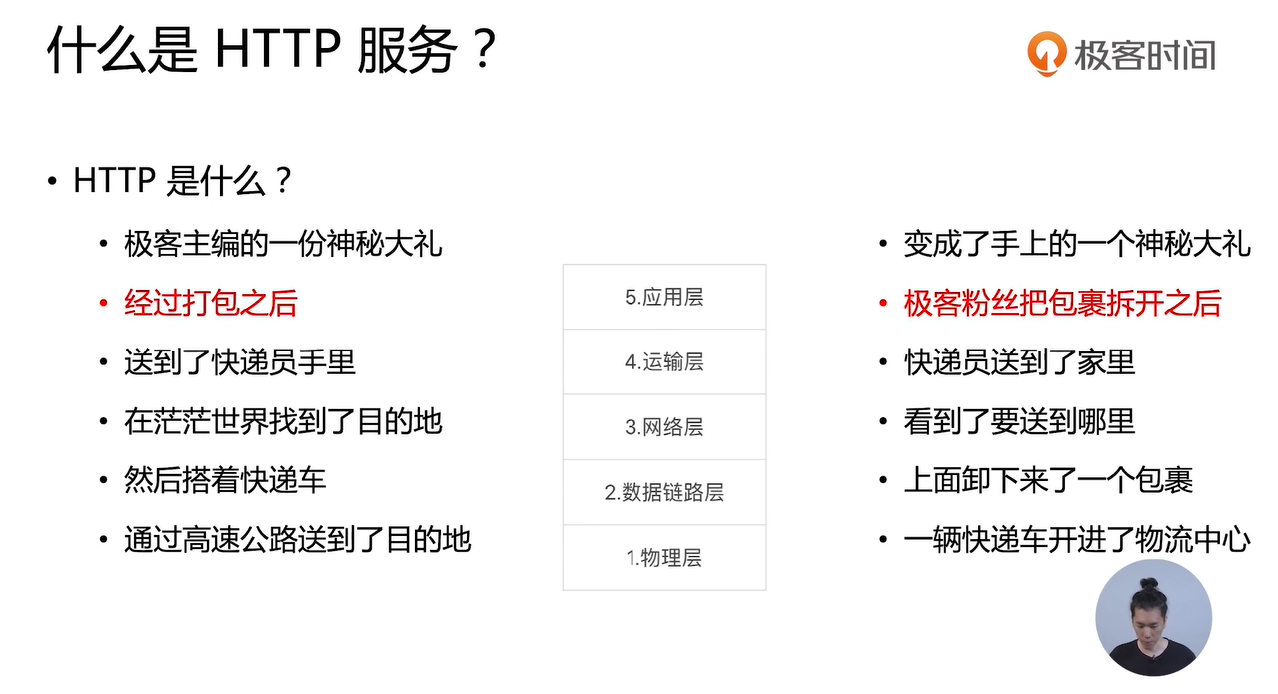 什么是 HTTP 服务？
极客时间
• HTTP 是什么？
• 极客主编的一份神秘大礼
• 经过打包之后
• 送到了快递员手里
• 在茫茫世界找到了目的地
• 然后搭着快递车
• 通过高速公路送到了目的地
5.应用层
4.运输层
3.网络层
2.数据链路层
1.物理层
• 变成了手上的一个神秘大礼
• 极客粉丝把包裹拆开之后
• 快递员送到了家里
• 看到了要送到哪里
• 上面卸下来了一个包裹
• 一辆快递车开进了物流中心